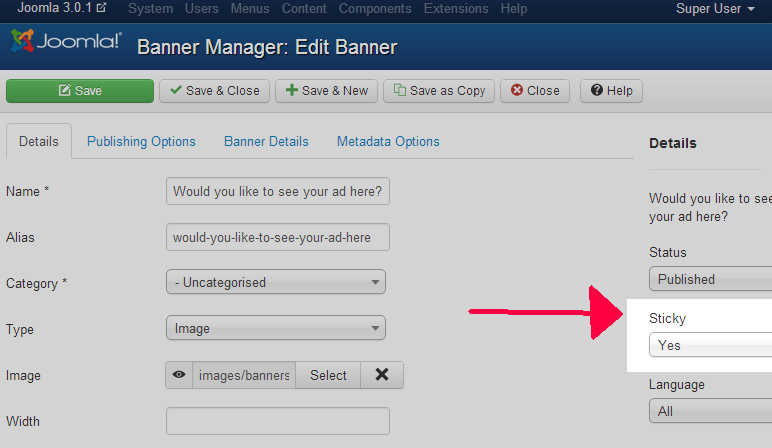 Joomla 3.0.1 System Users Menus Content Components Extensions Help Super User
Joomla! Banner Manager: Edit Banner
Save Save & Close Save & New Save as Copy Close Help
Details Publishing Options Banner Details Metadata Options
Name * Would you like to see your ad here?
Alias would-you-like-to-see-your-ad-here
Category * - Uncategorised
Type Image
Image images/banners Select
Width
Details
Would you like to see
your ad here?
Status
Published
Sticky
Yes
Language
All